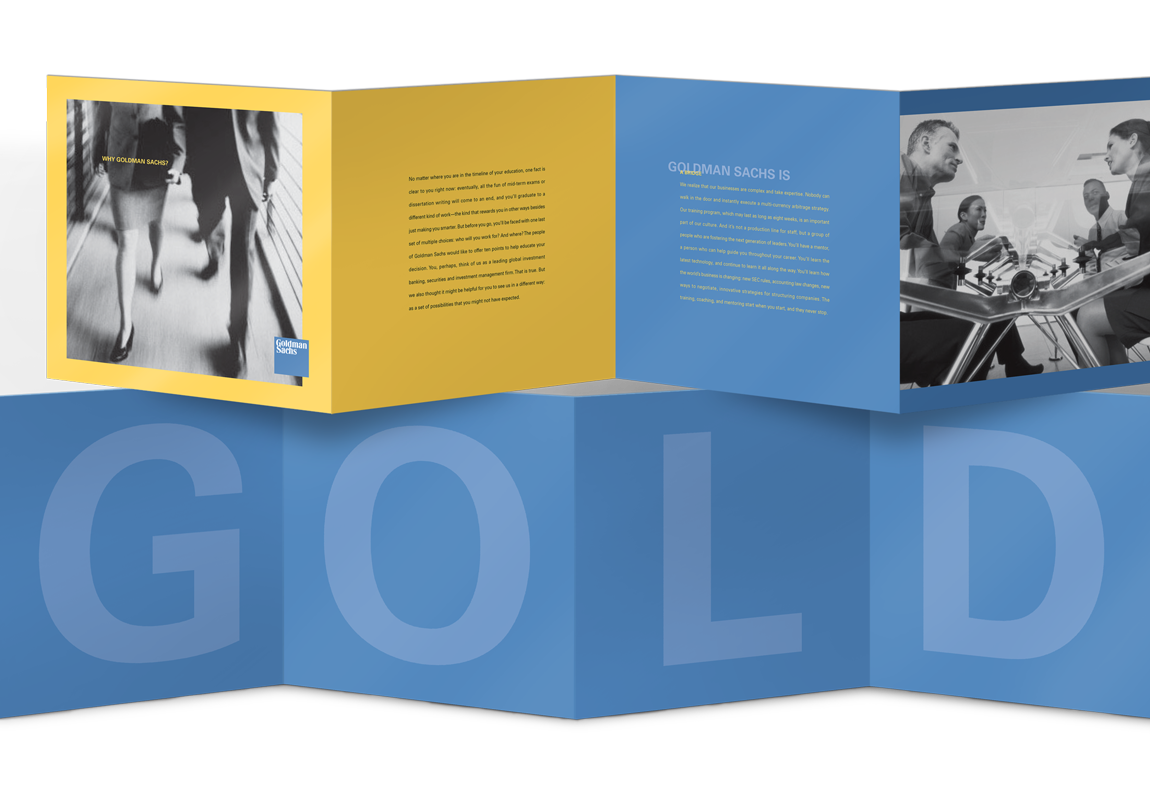 WHY GOLDMAN SACHS?
Goldman
Sachs
No matter where you are in the timeline of your education, one fact is
clear to you right now: eventually, all the fun of mid-term exams or
dissertation writing will come to an end, and you'll graduate to a
different kind of work—the kind that rewards you in other ways besides
just making you smarter. But before you go, you'll be faced with one last
set of multiple choices: who will you work for? And where? The people
of Goldman Sachs would like to offer ten points to help educate your
decision. You, perhaps, think of us as a leading global investment
banking, securities and investment management firm. That is true. But
we also thought it might be helpful for you to see us in a different way:
as a set of possibilities that you might not have expected.
GOLDMAN SACHS IS
We realize that our businesses are complex and take expertise. Nobody can
walk in the door and instantly execute a multi-numeric arbitrage strategy.
Our training program, which may last as long as eight weeks, is an important
part of our culture. And it's not a production line for staff. Sell a group of
people who are fostering the next generation of leaders. You'll have a mentor,
a person who can help guide you throughout your career. You'll learn the
latest technology, and continue to learn it all along the way. You'll learn how
the world's business is changing: new SEC rules, accounting law changes, new
ways to negotiate, innovative strategies for structuring companies. The
training, coaching, and mentoring start when you start, and they never stop.
G O L D